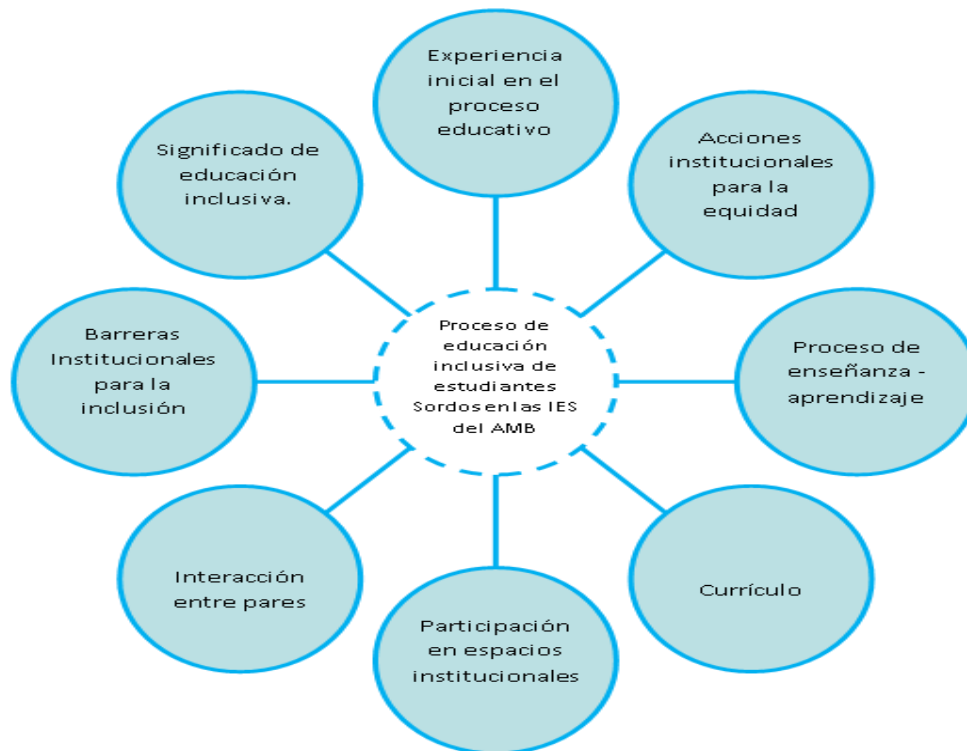 Experiencia
inicial en el
proceso
educativo
Acciones
institucionales
para la
equidad
Proceso de
enseñanza -
aprendizaje
Currículo
Participación
en espacios
institucionales
Interacción
entre pares
Barreras
Institucionales
para la
inclusión
Significado de
educación
inclusiva.
Proceso de
educación
inclusiva de
estudiantes
Sordos en las IES
del AMB